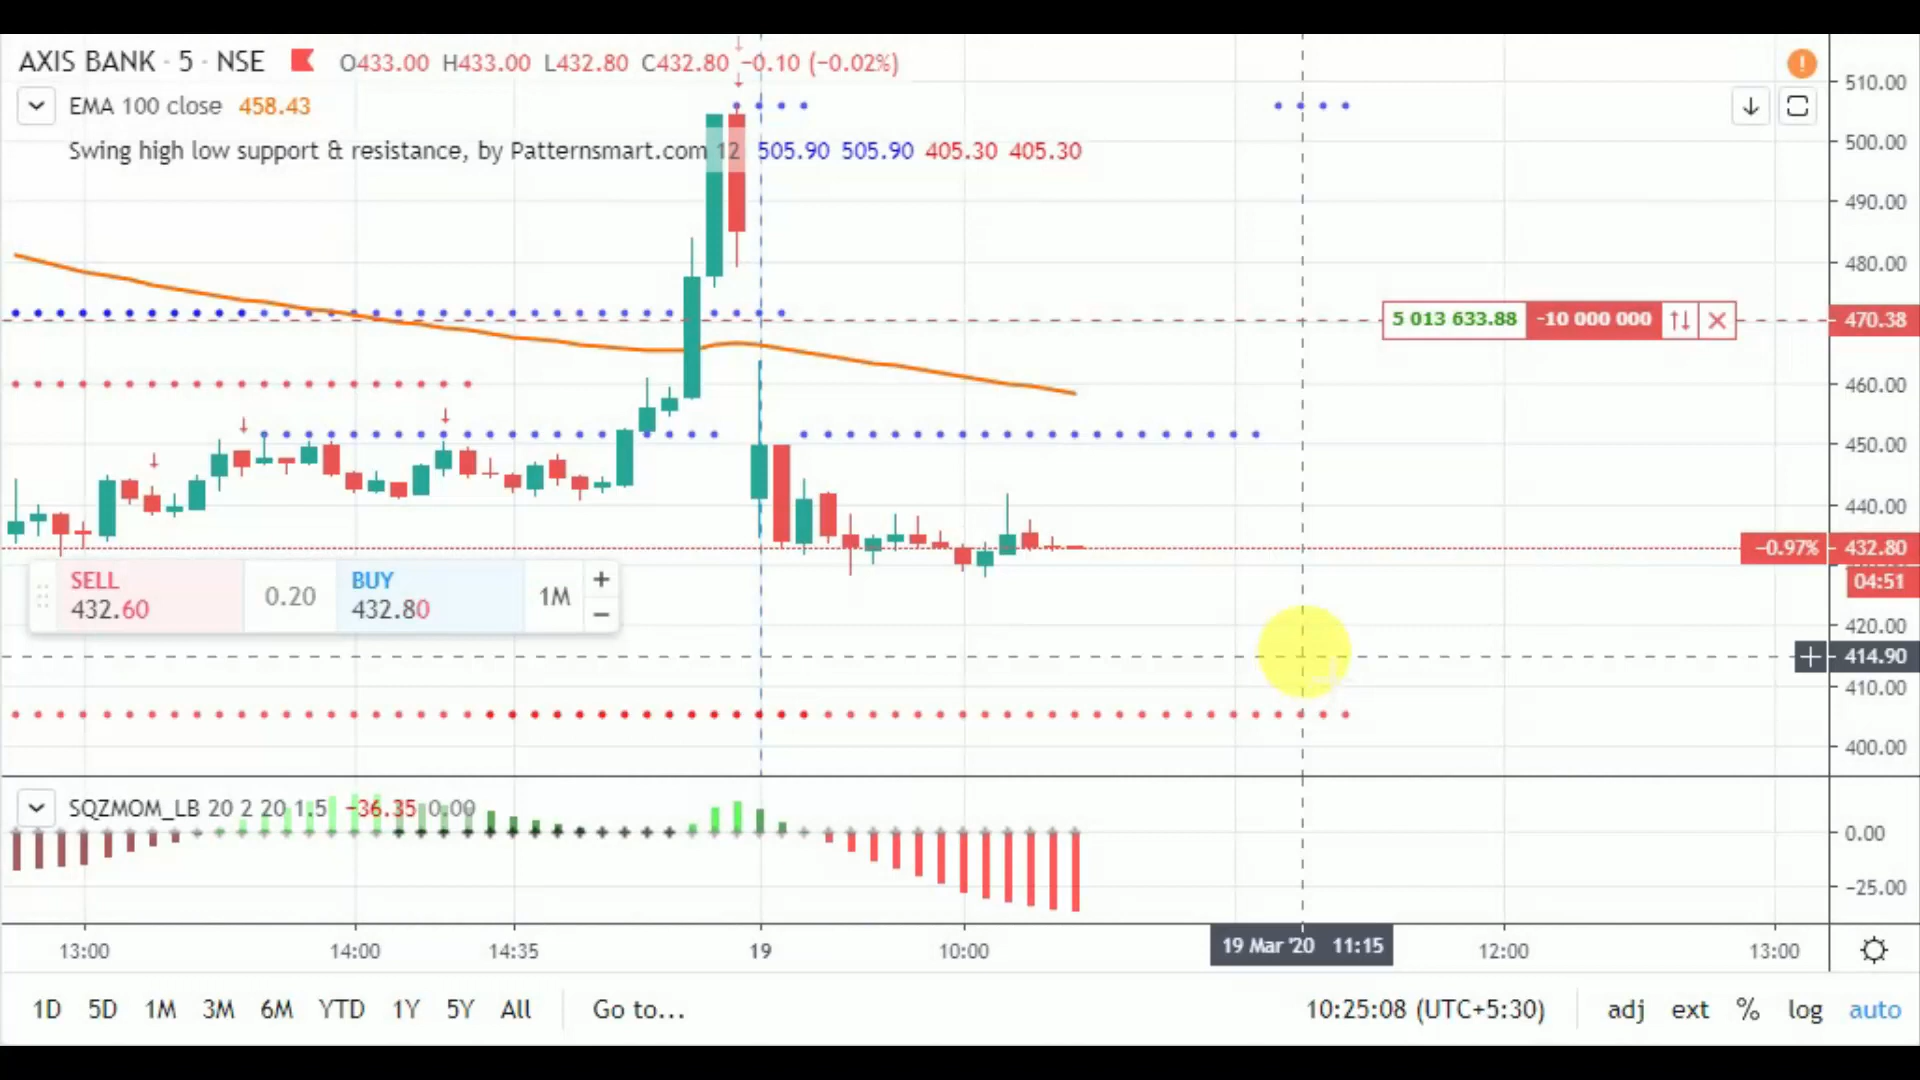 AXIS BANK · 5 · NSE O433.00 H433.00 L432.80 C432.80 −0.10 (−0.02%)
EMA 100 close 458.43
Swing high low support & resistance, by Patternsmart.com 12 505.90 505.90 405.30 405.30
510.00
500.00
490.00
480.00
5 013 633.88 -10 000 000 470.38
460.00
450.00
440.00
−0.97% 432.80
04:51
SELL 432.60 0.20 BUY 432.80 1M + −
420.00
414.90
410.00
400.00
SQZMOM_LB 20 2 20 1.5 −36.35 0.00
0.00
−25.00
13:00 14:00 14:35 19 10:00 19 Mar '20 11:15 12:00 13:00
1D 5D 1M 3M 6M YTD 1Y 5Y All Go to... 10:25:08 (UTC+5:30) adj ext % log auto